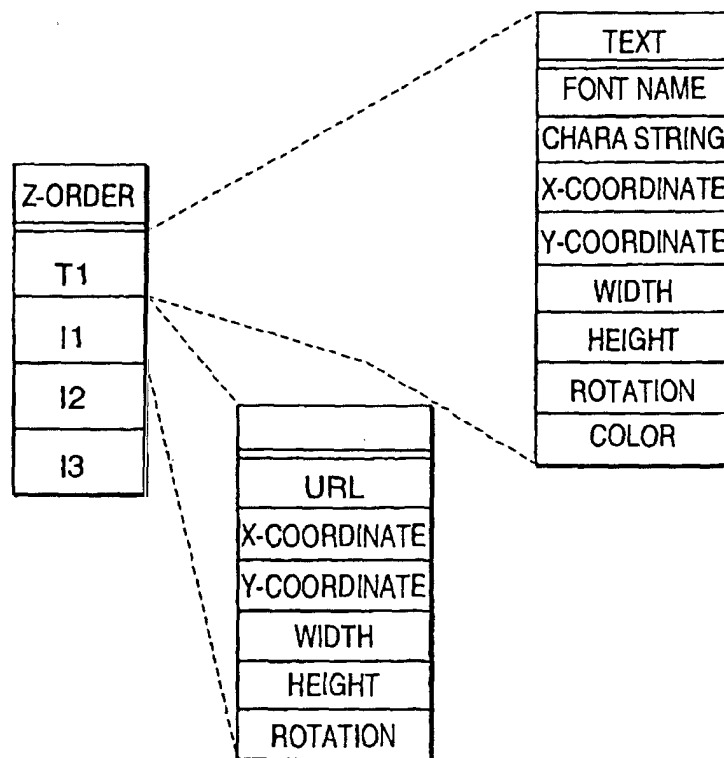 Z-ORDER
T1
I1
I2
I3
TEXT
FONT NAME
CHARA STRING
X-COORDINATE
Y-COORDINATE
WIDTH
HEIGHT
ROTATION
COLOR
URL
X-COORDINATE
Y-COORDINATE
WIDTH
HEIGHT
ROTATION